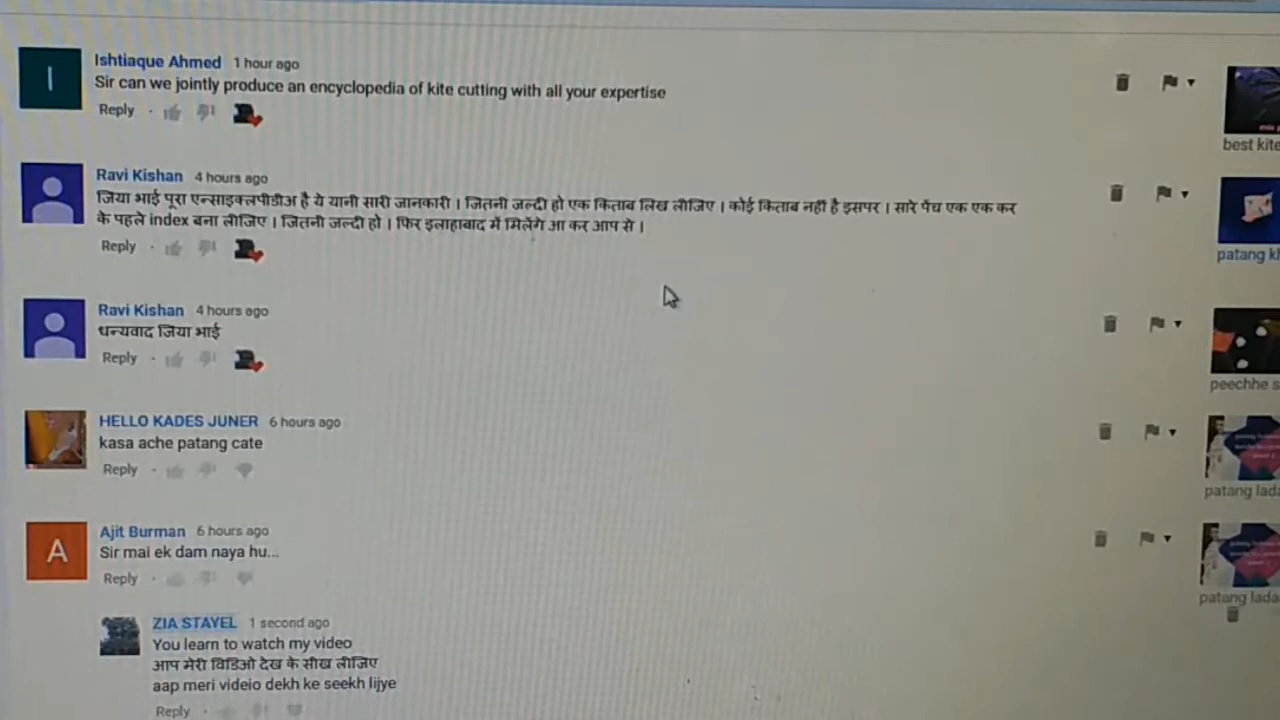 I
Ishtiaque Ahmed 1 hour ago
Sir can we jointly produce an encyclopedia of kite cutting with all your expertise
Reply
best kite
Ravi Kishan 4 hours ago
जिया भाई पूरा एन्साइक्लपीडीअ है ये यानी सारी जानकारी । जितनी जल्दी हो एक किताब लिख लीजिए । कोई किताब नही है इसपर । सारे पेंच एक एक कर
के पहले index बना लीजिए । जितनी जल्दी हो । फिर इलाहाबाद में मिलेंगे आ कर आप से ।
Reply
patang ki
Ravi Kishan 4 hours ago
धन्यवाद जिया भाई
Reply
peechhe s
HELLO KADES JUNER 6 hours ago
kasa ache patang cate
Reply
patang lada
A
Ajit Burman 6 hours ago
Sir mai ek dam naya hu...
Reply
patang lada
ZIA STAYEL 1 second ago
You learn to watch my video
आप मेरी विडिओ देख के सीख लीजिए
aap meri videio dekh ke seekh lijye
Reply